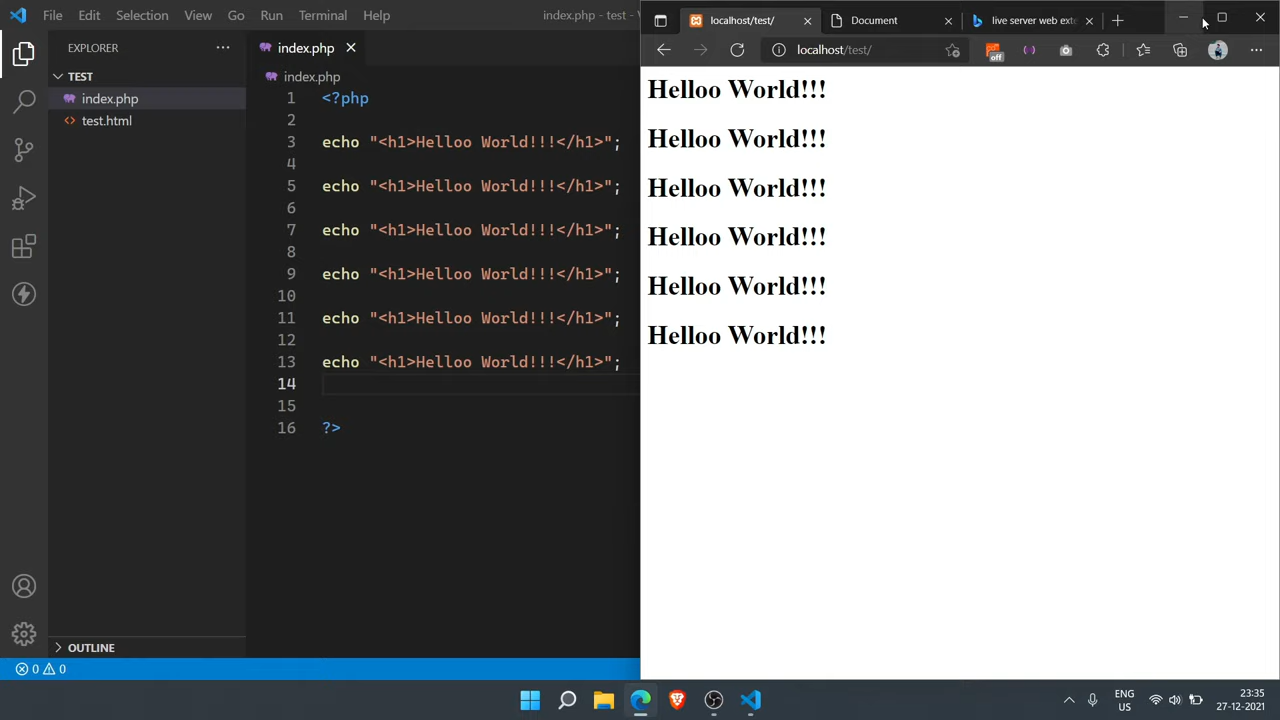 File Edit Selection View Go Run Terminal Help
index.php - test -
localhost/test/
Document
live server web exte
EXPLORER
index.php
localhost/test/
off
TEST
index.php
test.html
index.php
1 <?php
2
3 echo "<h1>Helloo World!!!</h1>";
4
5 echo "<h1>Helloo World!!!</h1>";
6
7 echo "<h1>Helloo World!!!</h1>";
8
9 echo "<h1>Helloo World!!!</h1>";
10
11 echo "<h1>Helloo World!!!</h1>";
12
13 echo "<h1>Helloo World!!!</h1>";
14
15
16 ?>
Helloo World!!!
Helloo World!!!
Helloo World!!!
Helloo World!!!
Helloo World!!!
Helloo World!!!
OUTLINE
0 0
ENG
US
23:35
27-12-2021